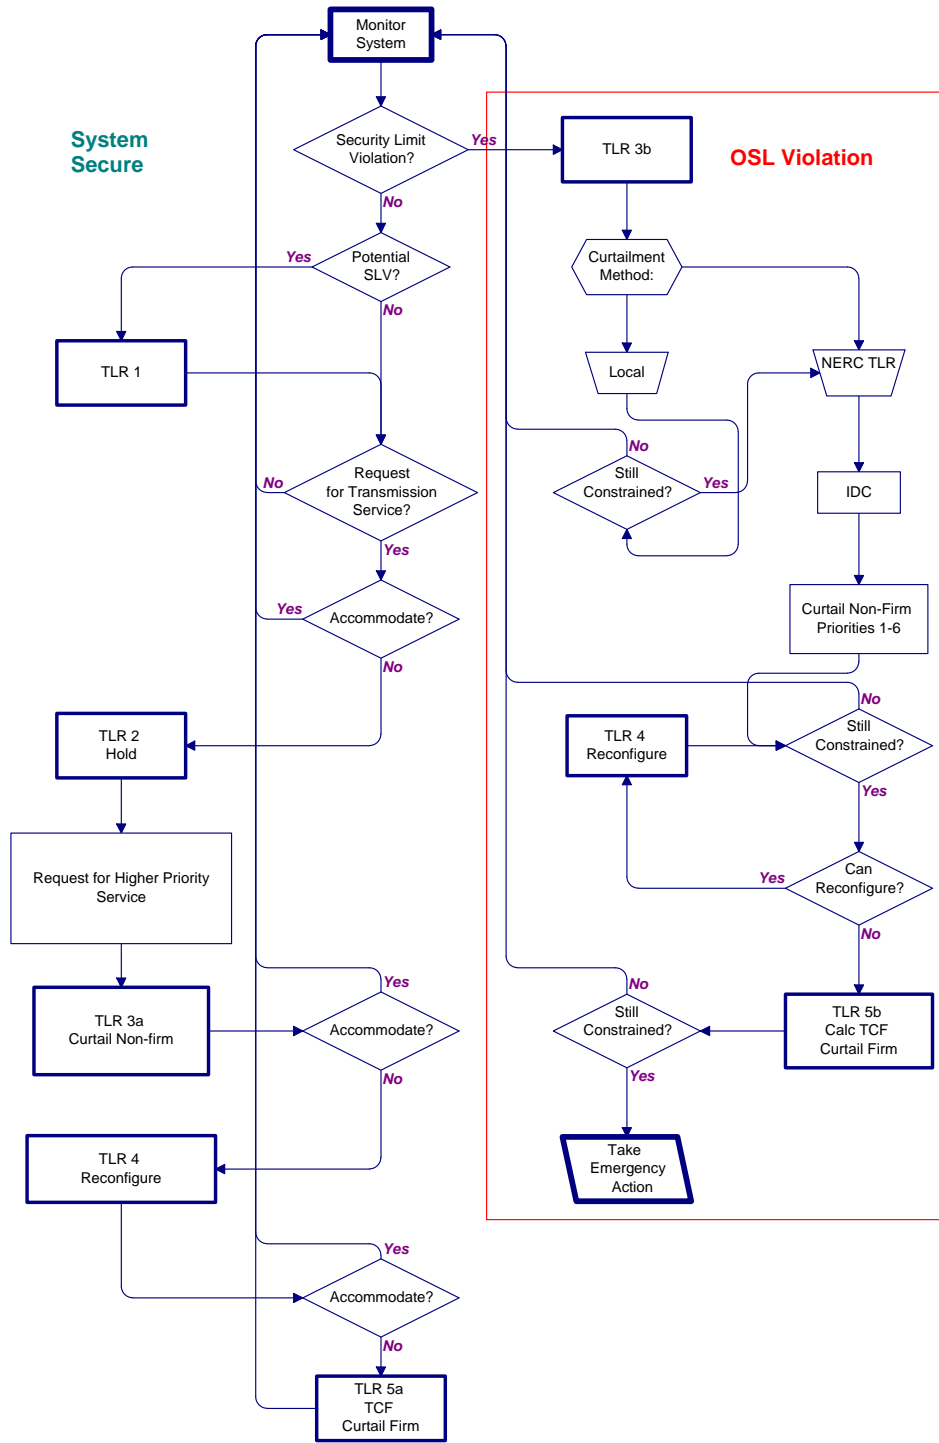 Monitor
System
System
Secure
Security Limit
Violation?
Yes
TLR 3b
OSL Violation
No
Yes
Potential
SLV?
Curtailment
Method:
No
TLR 1
Local
NERC TLR
No
Request
for Transmission
Service?
No
Still
Constrained?
Yes
IDC
Yes
Yes
Accommodate?
Curtail Non-Firm
Priorities 1-6
No
No
TLR 2
Hold
TLR 4
Reconfigure
Still
Constrained?
Yes
Request for Higher Priority
Service
Can
Reconfigure?
Yes
No
Yes
No
TLR 3a
Curtail Non-firm
Accommodate?
Still
Constrained?
TLR 5b
Calc TCF
Curtail Firm
No
Yes
TLR 4
Reconfigure
Take
Emergency
Action
Yes
Accommodate?
No
TLR 5a
TCF
Curtail Firm